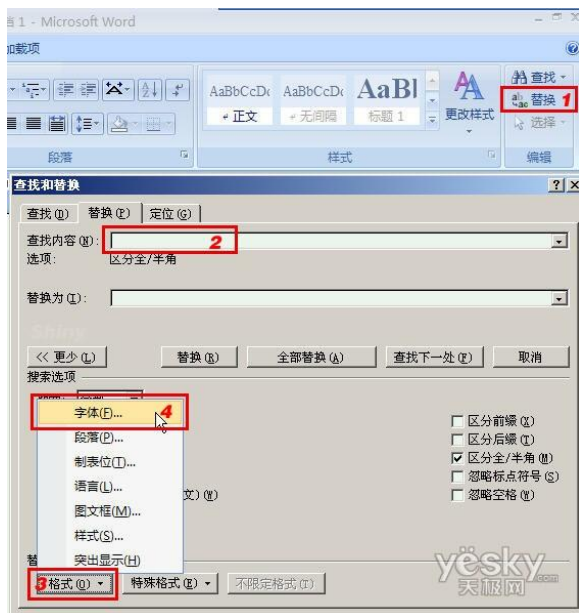 档 1 - Microsoft Word
加载项
查找
AaBbCcDc AaBbCcDc AaBl
替换 1
正文 无间隔 标题 1 更改样式
选择
段落 样式 编辑
查找和替换
查找(D) 替换(P) 定位(G)
查找内容(N): 2
选项: 区分全/半角
替换为(I):
<< 更少(L) 替换(R) 全部替换(A) 查找下一处(F) 取消
搜索选项
字体(F)... 4
区分前缀(X)
段落(P)...
区分后缀(T)
制表位(T)...
区分全/半角(M)
语言(L)...
忽略标点符号(S)
文)(W)
忽略空格(W)
图文框(M)...
样式(S)...
替
突出显示(H)
3 格式(O) 特殊格式(E) 不限定格式(T)
yesky
.com
天极网